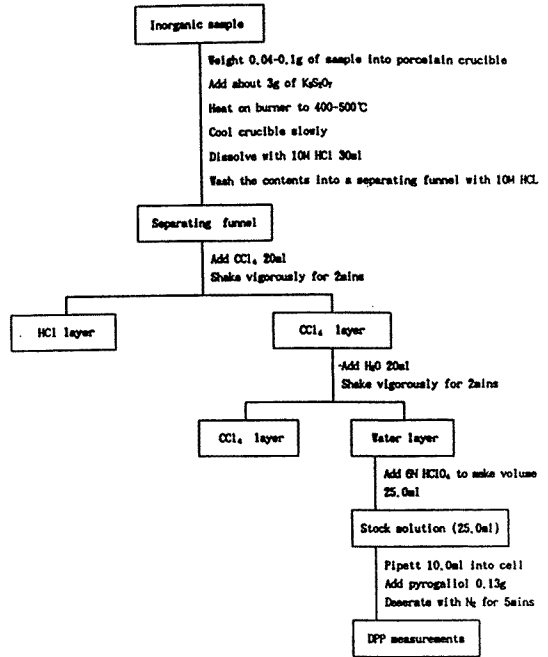 Inorganic sample
Weight 0.04-0.1g of sample into porcelain crucible
Add about 3g of K₂S₂O₇
Heat on burner to 400-500℃
Cool crucible slowly
Dissolve with 10M HCl 30ml
Wash the contents into a separating funnel with 10M HCL
Separating funnel
Add CCl₄ 20ml
Shake vigorously for 2mins
HCl layer
CCl₄ layer
-Add H₂O 20ml
Shake vigorously for 2mins
CCl₄ layer
Water layer
Add 6N HClO₄ to make volume
25.0ml
Stock solution (25.0ml)
Pipett 10.0ml into cell
Add pyrogallol 0.13g
Deaerate with N₂ for 5mins
DPP measurements